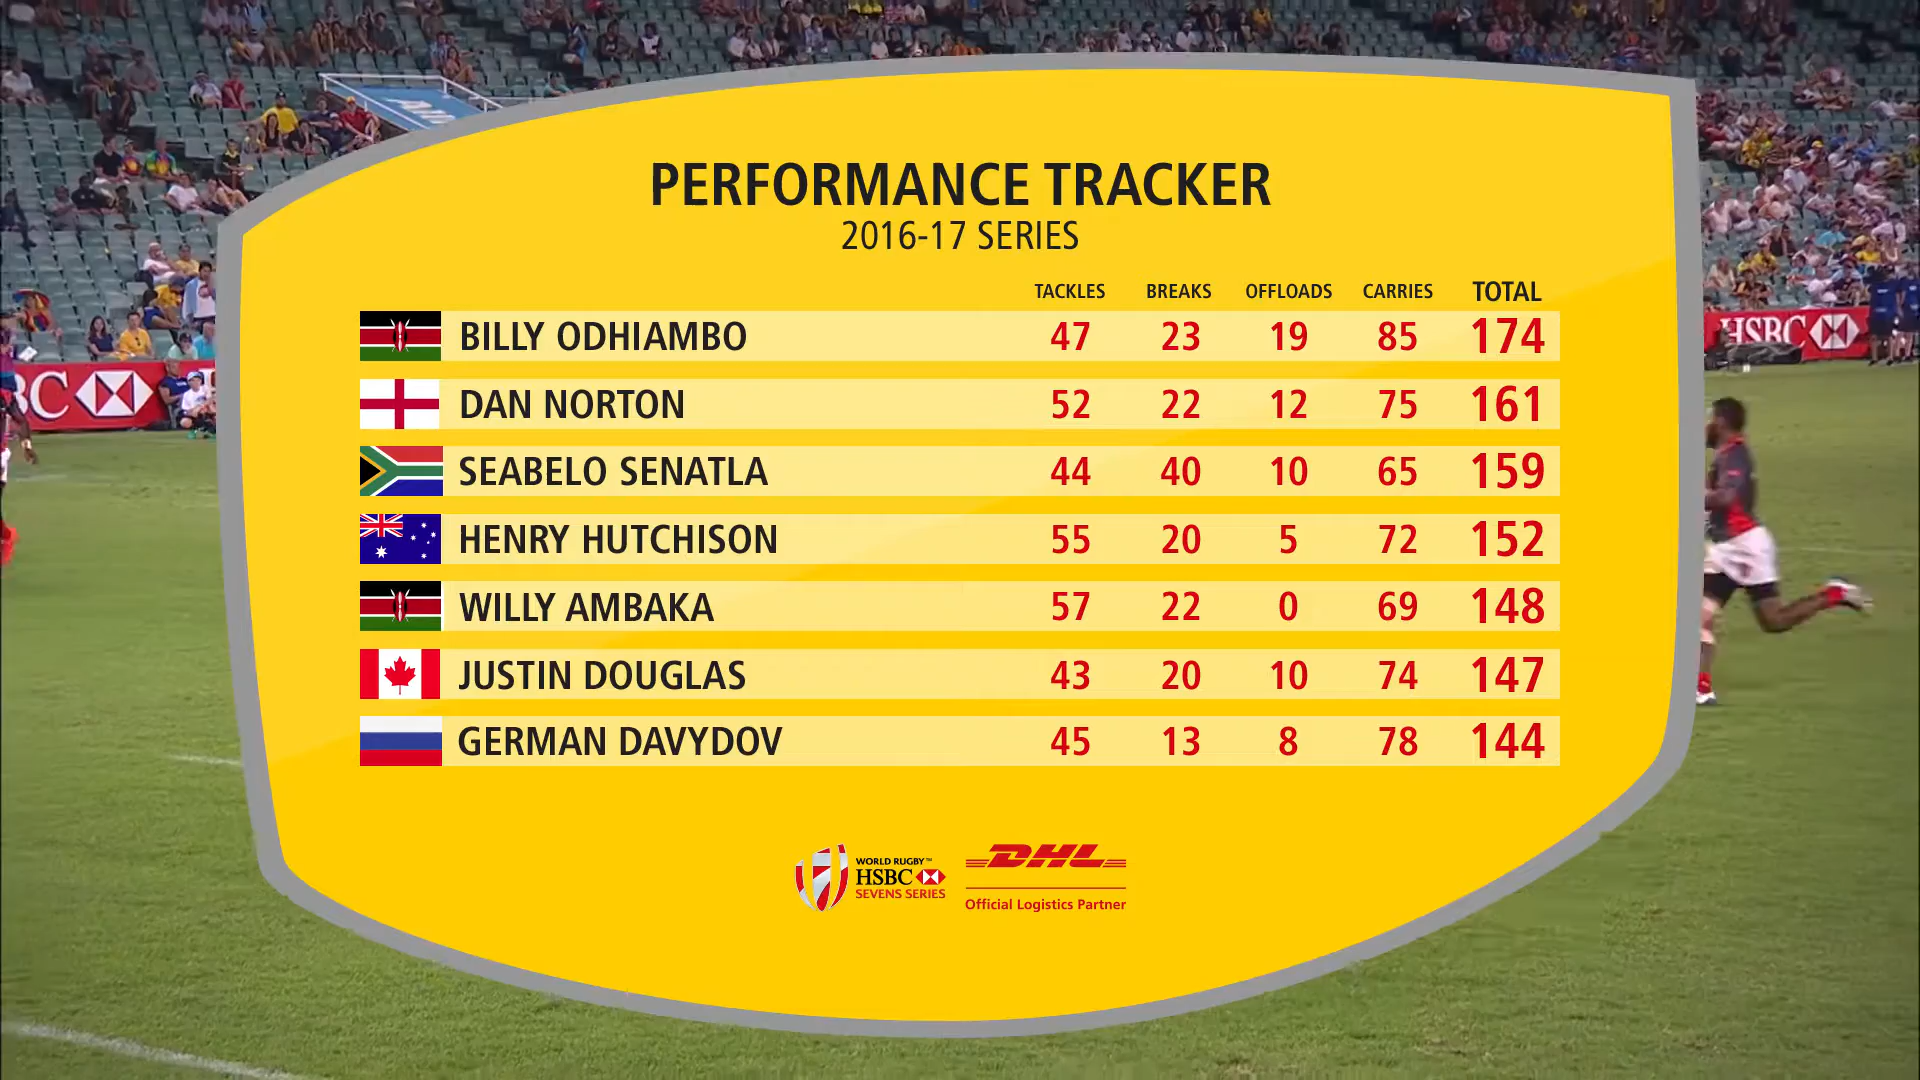 PERFORMANCE TRACKER
2016-17 SERIES
TACKLES BREAKS OFFLOADS CARRIES TOTAL
BILLY ODHIAMBO 47 23 19 85 174
DAN NORTON 52 22 12 75 161
SEABELO SENATLA 44 40 10 65 159
HENRY HUTCHISON 55 20 5 72 152
WILLY AMBAKA 57 22 0 69 148
JUSTIN DOUGLAS 43 20 10 74 147
GERMAN DAVYDOV 45 13 8 78 144
WORLD RUGBY™
HSBC
SEVENS SERIES
DHL
Official Logistics Partner
HSBC